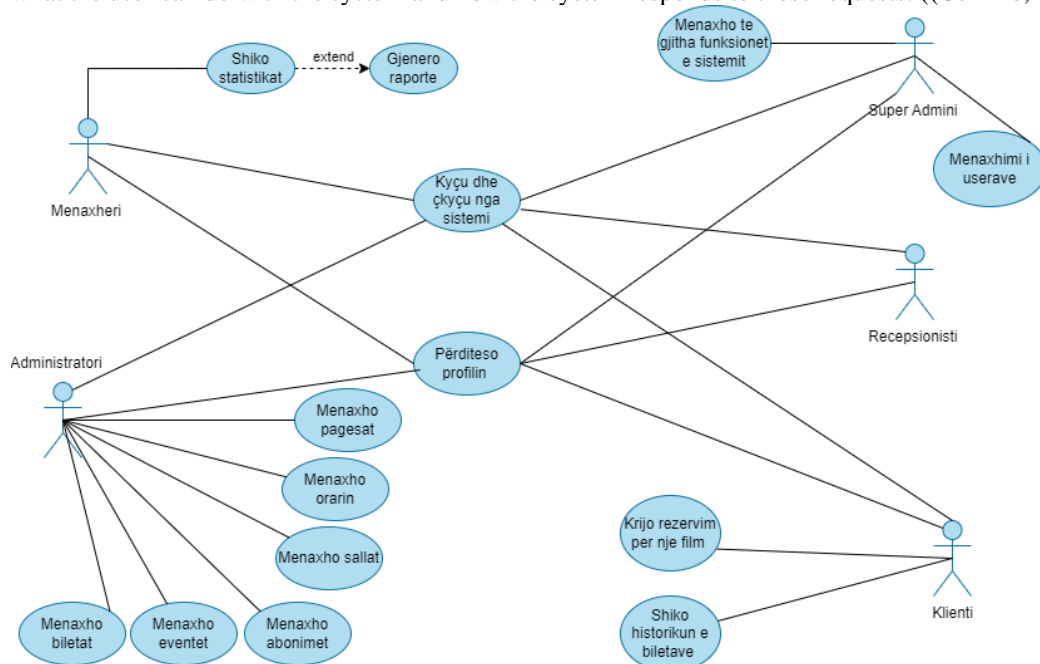 Shiko
statistikat
extend
Gjenero
raporte
Menaxho te
gjitha funksionet
e sistemit
Super Admini
Menaxhimi i
userave
Menaxheri
Kyçu dhe
çkyçu nga
sistemi
Recepsionisti
Administratori
Përditeso
profilin
Menaxho
pagesat
Menaxho
orarin
Menaxho sallat
Menaxho
biletat
Menaxho
eventet
Menaxho
abonimet
Krijo rezervim
per nje film
Shiko
historikun e
biletave
Klienti